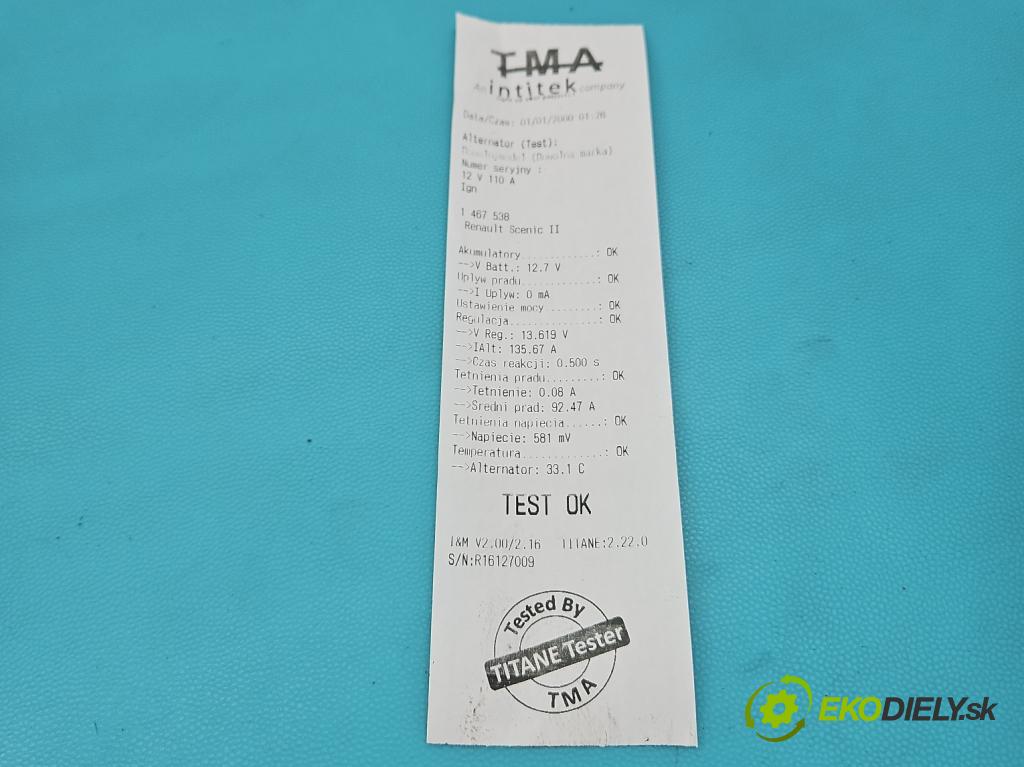 TMA
An intitek company
Data/Czas: 01/01/2000 01:26
Alternator (Test):
(Dowolna marka)
Numer seryjny :
12 V 110 A
Ign
1 467 538
Renault Scenic II
Akumulatory............: OK
-->V Batt.: 12.7 V
Uplyw pradu............: OK
-->I Uplyw: 0 mA
Ustawienie mocy........: OK
Regulacja..............: OK
-->V Reg.: 13.619 V
-->IAlt: 135.67 A
-->Czas reakcji: 0.500 s
Tetnienia pradu........: OK
-->Tetnienie: 0.08 A
-->Sredni prad: 92.47 A
Tetnienia napiecia.....: OK
-->Napiecie: 581 mV
Temperatura............: OK
-->Alternator: 33.1 C
TEST OK
I&M V2.00/2.16 TITANE:2.22.0
S/N:R16127009
Tested By
TITANE Tester
TMA
EKODIELY.sk